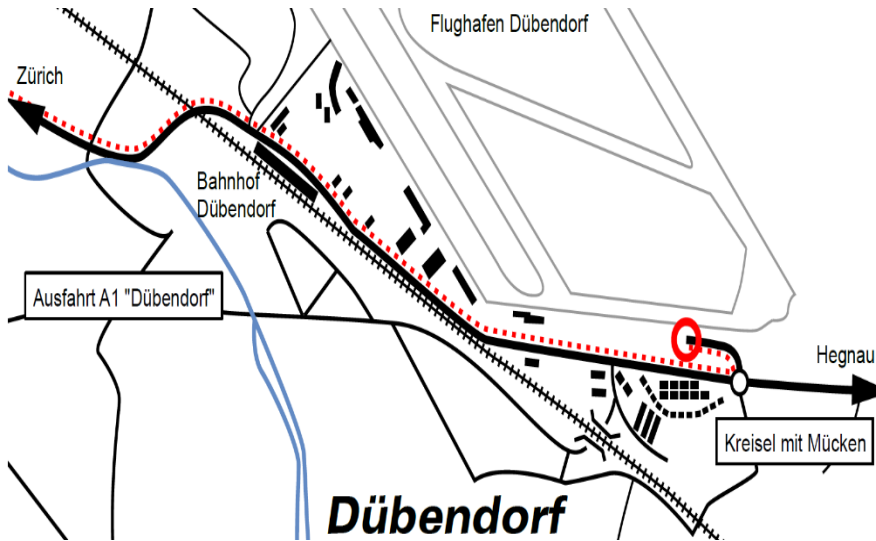 Flughafen Dübendorf
Zürich
Bahnhof
Dübendorf
Ausfahrt A1 "Dübendorf"
Hegnau
Kreisel mit Mücken
Dübendorf